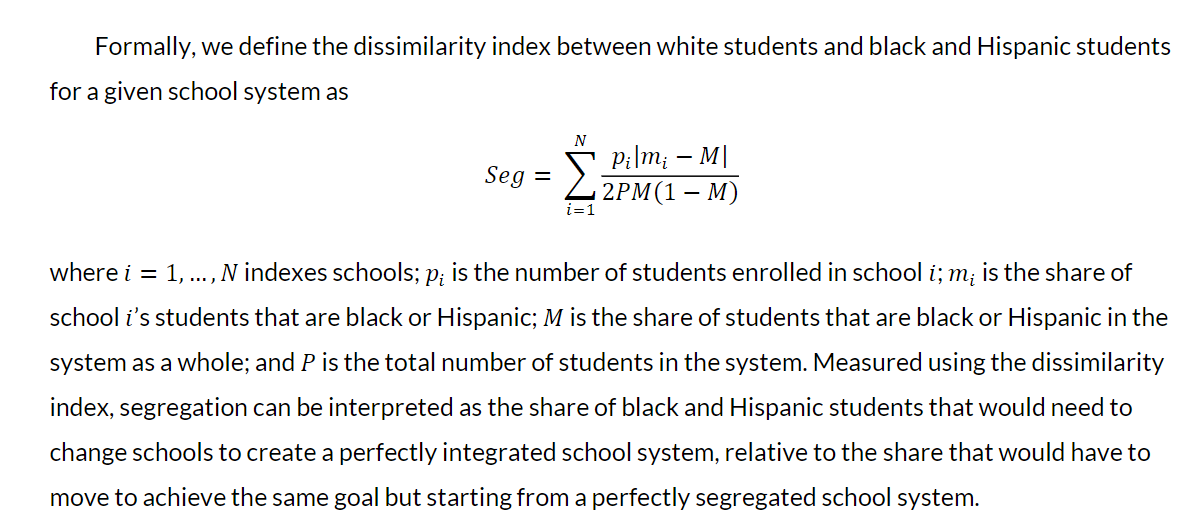 Formally, we define the dissimilarity index between white students and black and Hispanic students
for a given school system as
Seg = \sum_{i=1}^{N} \frac{p_i|m_i − M|}{2PM(1 − M)}
where i = 1, … , N indexes schools; p_i is the number of students enrolled in school i; m_i is the share of
school i’s students that are black or Hispanic; M is the share of students that are black or Hispanic in the
system as a whole; and P is the total number of students in the system. Measured using the dissimilarity
index, segregation can be interpreted as the share of black and Hispanic students that would need to
change schools to create a perfectly integrated school system, relative to the share that would have to
move to achieve the same goal but starting from a perfectly segregated school system.